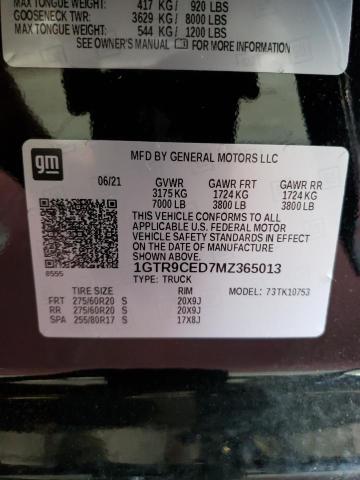 MAX TONGUE WEIGHT: 417 KG / 920 LBS
GOOSENECK TWR: 3629 KG / 8000 LBS
MAX TONGUE WEIGHT: 544 KG / 1200 LBS
SEE OWNER'S MANUAL FOR MORE INFORMATION
gm
MFD BY GENERAL MOTORS LLC
06/21 GVWR GAWR FRT GAWR RR
3175 KG 1724 KG 1724 KG
7000 LB 3800 LB 3800 LB
THIS VEHICLE CONFORMS TO ALL
APPLICABLE U.S. FEDERAL MOTOR
VEHICLE SAFETY STANDARDS IN EFFECT ON
THE DATE OF MANUFACTURE SHOWN ABOVE.
8555 1GTR9CED7MZ365013
TYPE: TRUCK
TIRE SIZE RIM MODEL: 73TK10753
FRT 275/60R20 S 20X9J
RR 275/60R20 S 20X9J
SPA 255/80R17 S 17X8J